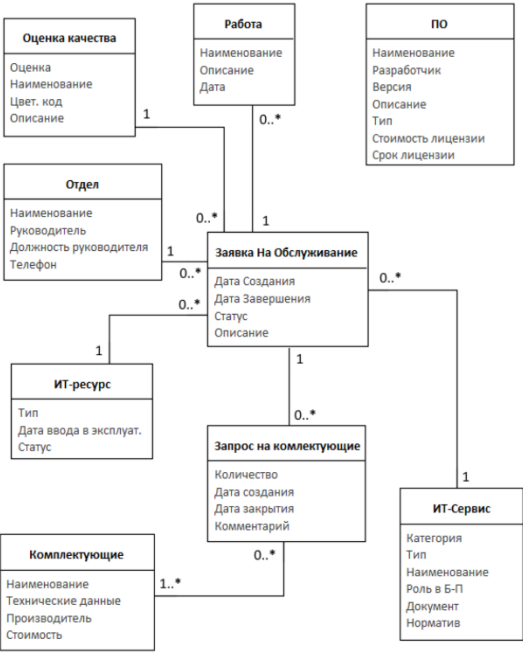 Оценка качества
Оценка
Наименование
Цвет. код
Описание
1
0..*
Работа
Наименование
Описание
Дата
0..*
1
ПО
Наименование
Разработчик
Версия
Описание
Тип
Стоимость лицензии
Срок лицензии
Отдел
Наименование
Руководитель
Должность руководителя
Телефон
1
0..*
Заявка На Обслуживание
Дата Создания
Дата Завершения
Статус
Описание
0..*
0..*
1
1
0..*
ИТ-ресурс
Тип
Дата ввода в эксплуат.
Статус
Запрос на комлектующие
Количество
Дата создания
Дата закрытия
Комментарий
0..*
1
ИТ-Сервис
Категория
Тип
Наименование
Роль в Б-П
Документ
Норматив
Комплектующие
Наименование
Технические данные
Производитель
Стоимость
1..*